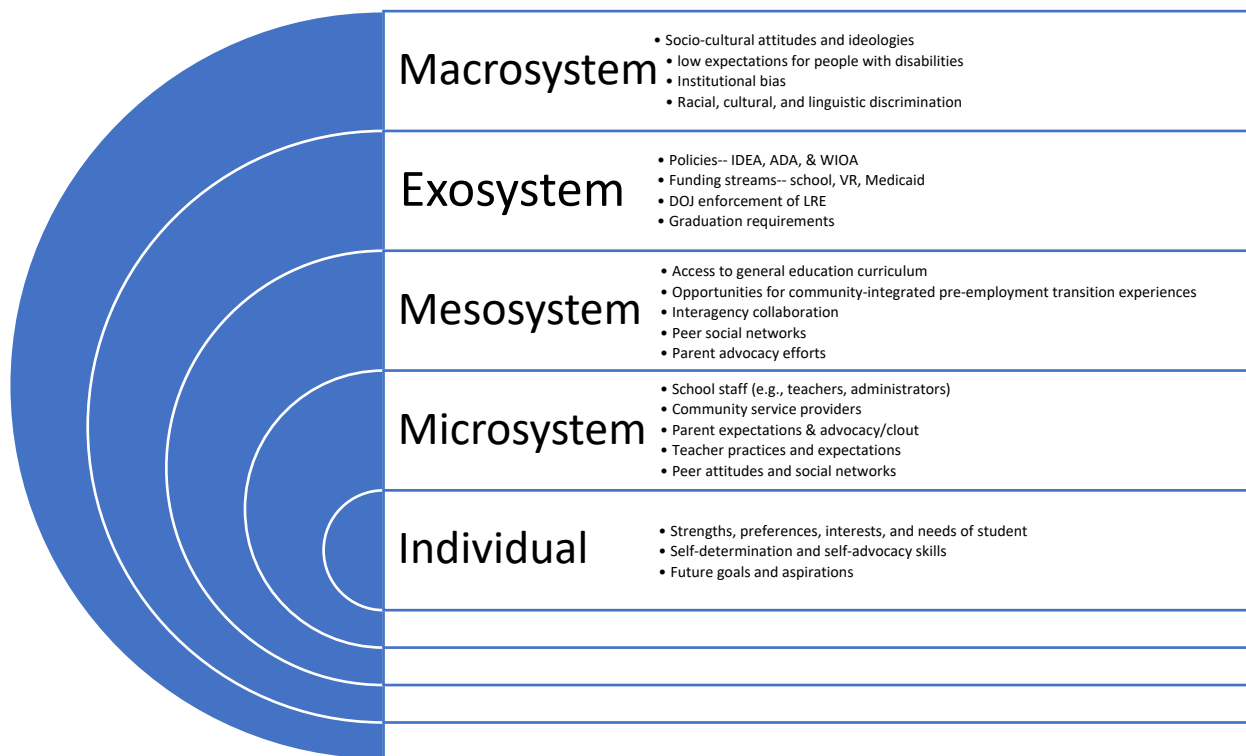 Macrosystem
• Socio-cultural attitudes and ideologies
• low expectations for people with disabilities
• Institutional bias
• Racial, cultural, and linguistic discrimination
Exosystem
• Policies-- IDEA, ADA, & WIOA
• Funding streams-- school, VR, Medicaid
• DOJ enforcement of LRE
• Graduation requirements
Mesosystem
• Access to general education curriculum
• Opportunities for community-integrated pre-employment transition experiences
• Interagency collaboration
• Peer social networks
• Parent advocacy efforts
Microsystem
• School staff (e.g., teachers, administrators)
• Community service providers
• Parent expectations & advocacy/clout
• Teacher practices and expectations
• Peer attitudes and social networks
Individual
• Strengths, preferences, interests, and needs of student
• Self-determination and self-advocacy skills
• Future goals and aspirations